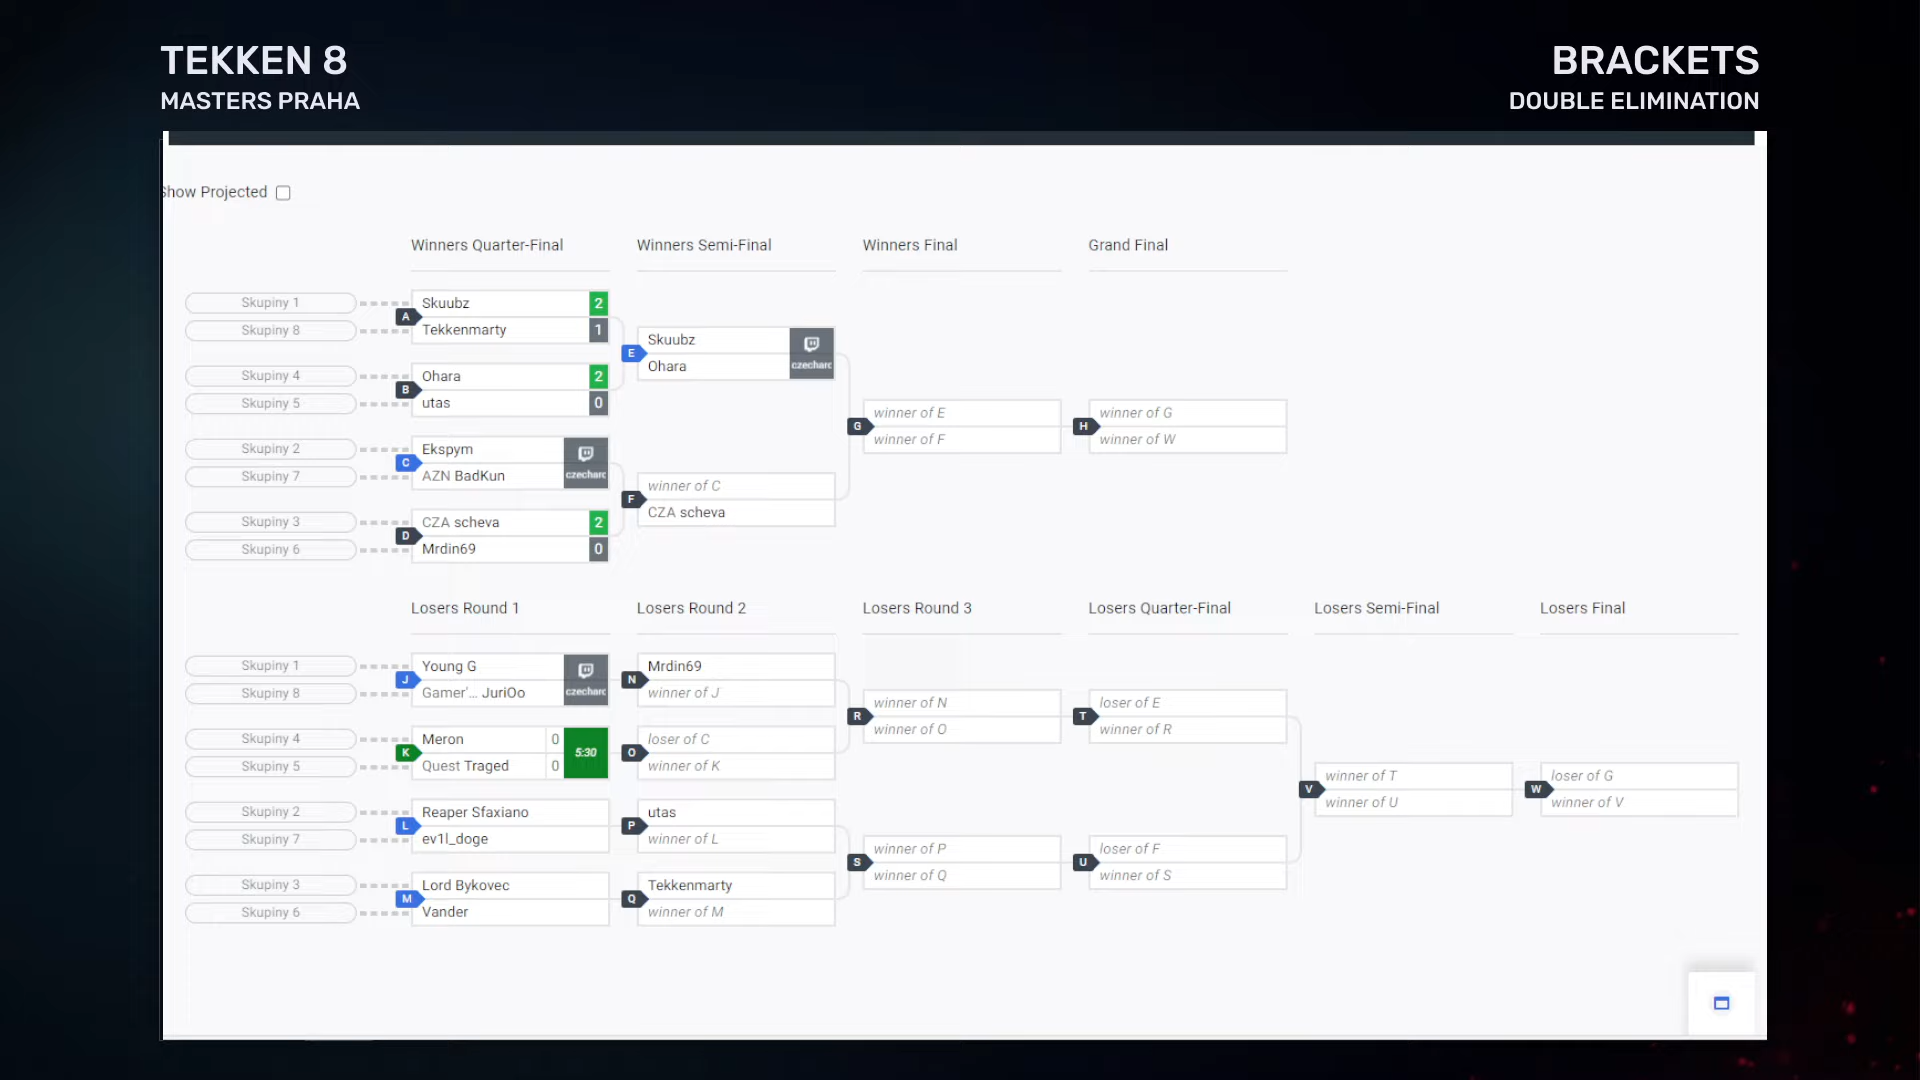 TEKKEN 8
MASTERS PRAHA
BRACKETS
DOUBLE ELIMINATION
Show Projected
Winners Quarter-Final
Winners Semi-Final
Winners Final
Grand Final
Skupiny 1
Skupiny 8
A
Skuubz 2
Tekkenmarty 1
Skupiny 4
Skupiny 5
B
Ohara 2
utas 0
Skupiny 2
Skupiny 7
C
Ekspym
AZN BadKun
czecharc
Skupiny 3
Skupiny 6
D
CZA scheva 2
Mrdin69 0
E
Skuubz
Ohara
czecharc
F
winner of C
CZA scheva
G
winner of E
winner of F
H
winner of G
winner of W
Losers Round 1
Losers Round 2
Losers Round 3
Losers Quarter-Final
Losers Semi-Final
Losers Final
Skupiny 1
Skupiny 8
J
Young G
Gamer'... JuriOo
czecharc
Skupiny 4
Skupiny 5
K
Meron 0
Quest Traged 0
5:30
Skupiny 2
Skupiny 7
L
Reaper Sfaxiano
ev1l_doge
Skupiny 3
Skupiny 6
M
Lord Bykovec
Vander
N
Mrdin69
winner of J
O
loser of C
winner of K
P
utas
winner of L
Q
Tekkenmarty
winner of M
R
winner of N
winner of O
S
winner of P
winner of Q
T
loser of E
winner of R
U
loser of F
winner of S
V
winner of T
winner of U
W
loser of G
winner of V